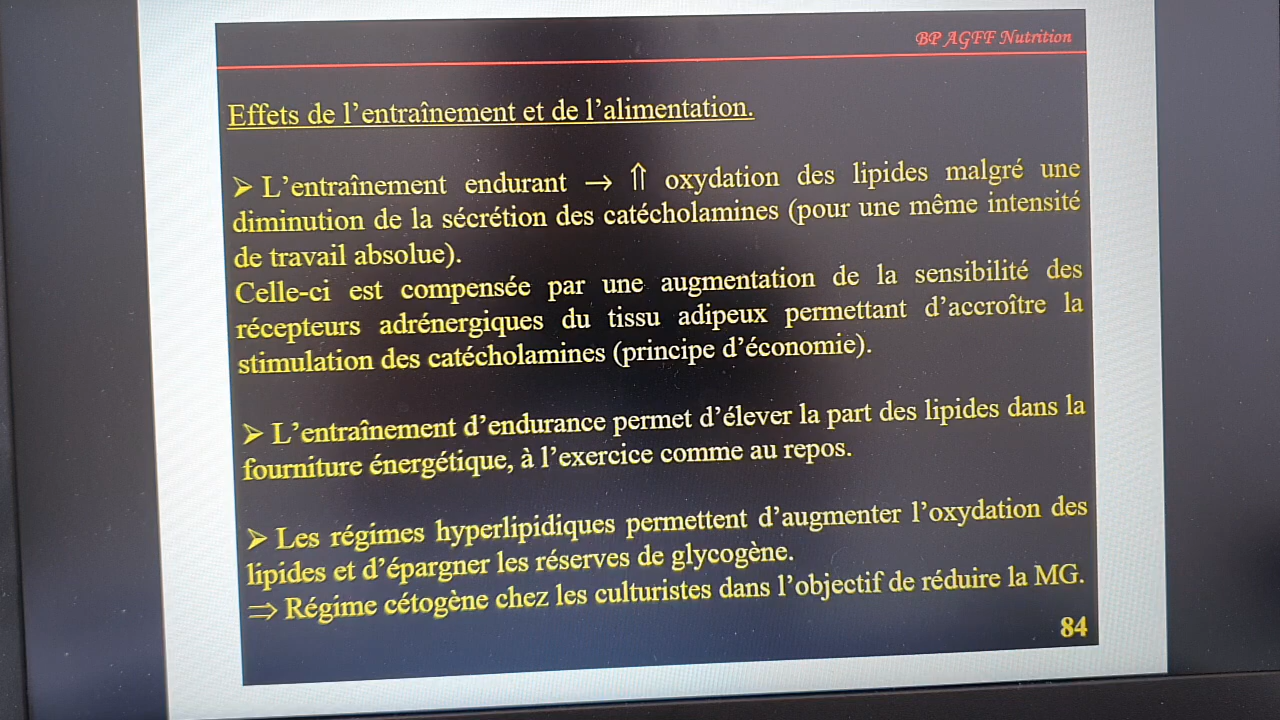 BP AGFF Nutrition
Effets de l’entraînement et de l’alimentation.
➢ L’entraînement endurant → ⇑ oxydation des lipides malgré une
diminution de la sécrétion des catécholamines (pour une même intensité
de travail absolue).
Celle-ci est compensée par une augmentation de la sensibilité des
récepteurs adrénergiques du tissu adipeux permettant d’accroître la
stimulation des catécholamines (principe d’économie).
➢ L’entraînement d’endurance permet d’élever la part des lipides dans la
fourniture énergétique, à l’exercice comme au repos.
➢ Les régimes hyperlipidiques permettent d’augmenter l’oxydation des
lipides et d’épargner les réserves de glycogène.
⇒ Régime cétogène chez les culturistes dans l’objectif de réduire la MG.
84